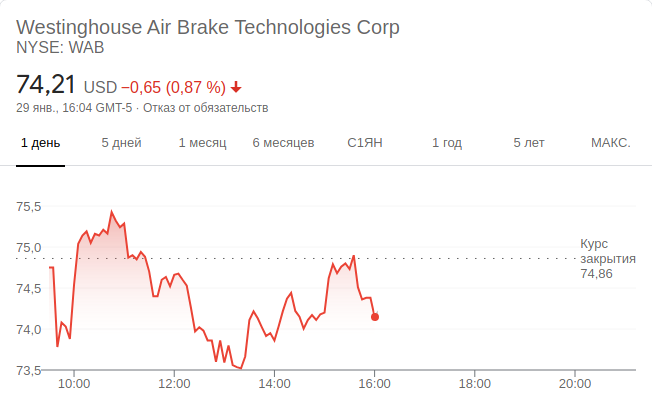 Westinghouse Air Brake Technologies Corp
NYSE: WAB
74,21 USD −0,65 (0,87 %)
29 янв., 16:04 GMT-5 · Отказ от обязательств
1 день 5 дней 1 месяц 6 месяцев С1ЯН 1 год 5 лет МАКС.
75,5
75,0
74,5
74,0
73,5
Курс
закрытия
74,86
10:00 12:00 14:00 16:00 18:00 20:00